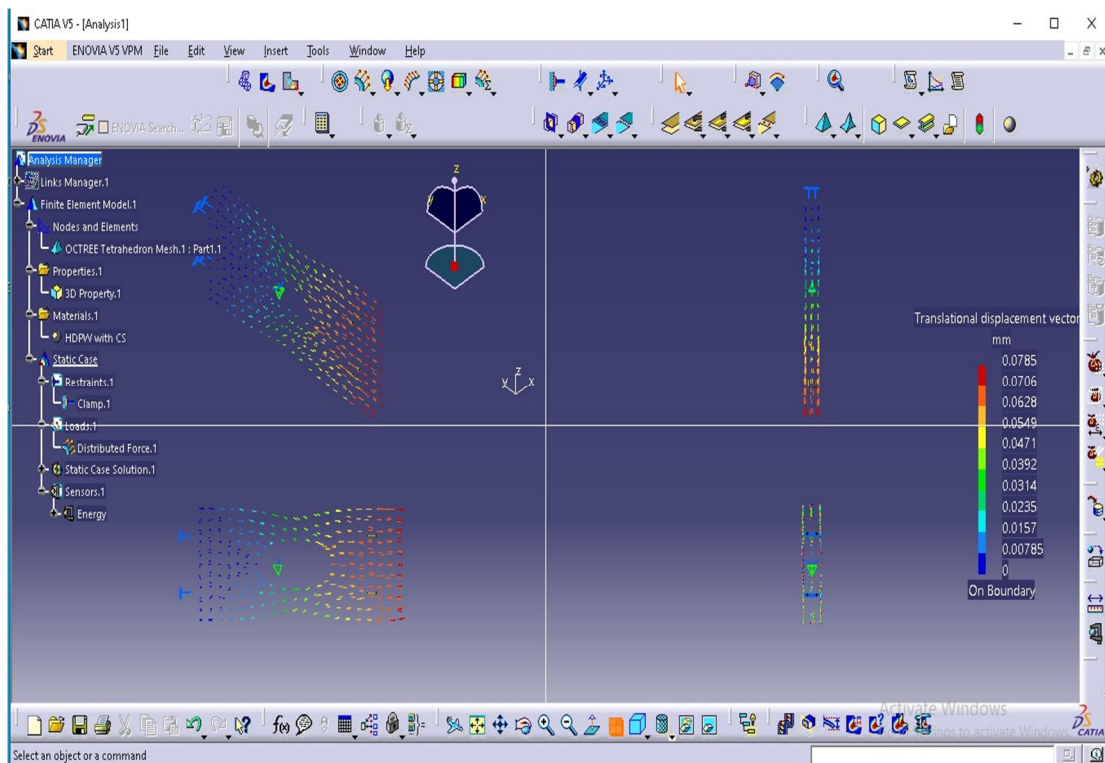 CATIA V5 - [Analysis1]
Start ENOVIA V5 VPM File Edit View Insert Tools Window Help
ENOVIA
ENOVIA Search...
Analysis Manager
Links Manager.1
Finite Element Model.1
Nodes and Elements
OCTREE Tetrahedron Mesh.1 : Part1.1
Properties.1
3D Property.1
Materials.1
HDPW with CS
Static Case
Restraints.1
Clamp.1
Loads.1
Distributed Force.1
Static Case Solution.1
Sensors.1
Energy
z
y x
z
y x
Translational displacement vector
mm
0.0785
0.0706
0.0628
0.0549
0.0471
0.0392
0.0314
0.0235
0.0157
0.00785
0
On Boundary
f(x)
Activate Windows
to activate Windows.
CATIA
Select an object or a command